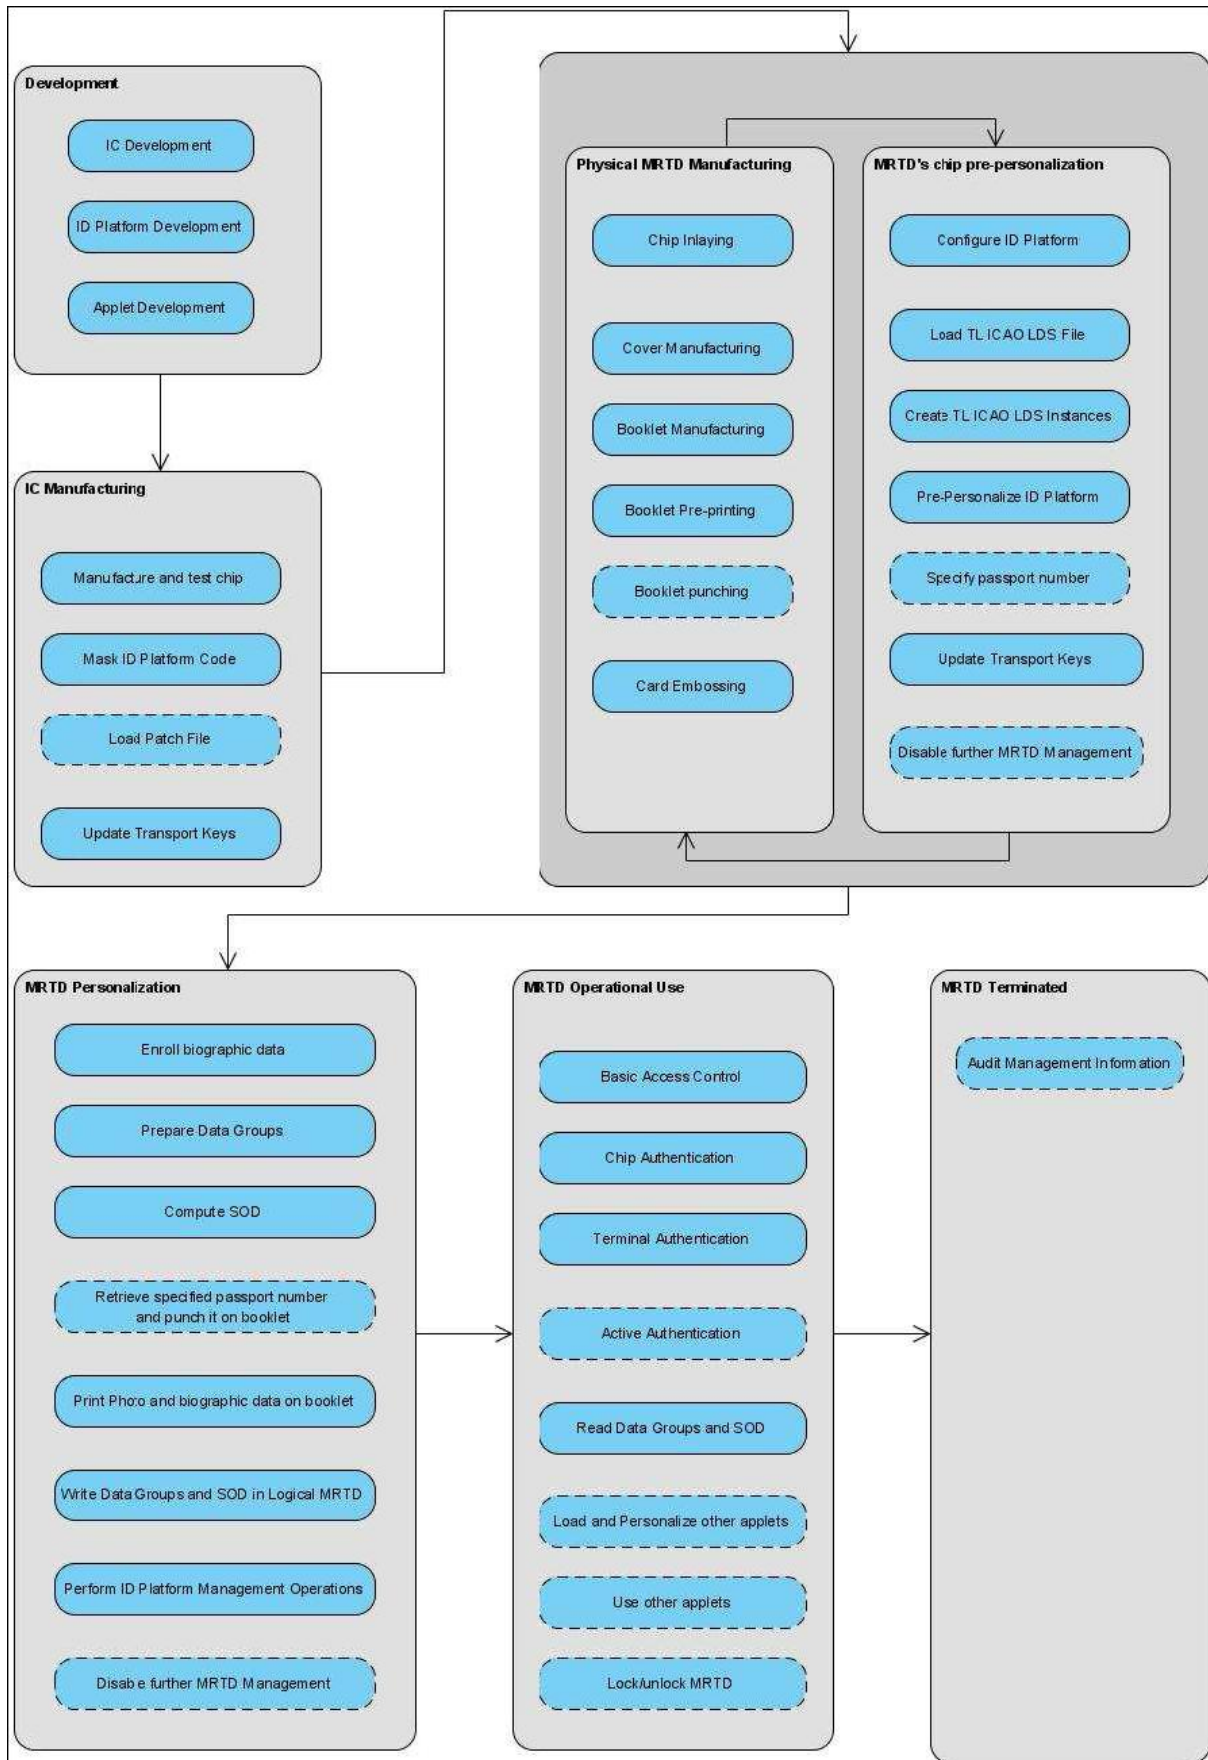 Development
IC Development
ID Platform Development
Applet Development
IC Manufacturing
Manufacture and test chip
Mask ID Platform Code
Load Patch File
Update Transport Keys
Physical MRTD Manufacturing
Chip Inlaying
Cover Manufacturing
Booklet Manufacturing
Booklet Pre-printing
Booklet punching
Card Embossing
MRTD's chip pre-personalization
Configure ID Platform
Load TL ICAO LDS File
Create TL ICAO LDS Instances
Pre-Personalize ID Platform
Specify passport number
Update Transport Keys
Disable further MRTD Management
MRTD Personalization
Enroll biographic data
Prepare Data Groups
Compute SOD
Retrieve specified passport number
and punch it on booklet
Print Photo and biographic data on booklet
Write Data Groups and SOD in Logical MRTD
Perform ID Platform Management Operations
Disable further MRTD Management
MRTD Operational Use
Basic Access Control
Chip Authentication
Terminal Authentication
Active Authentication
Read Data Groups and SOD
Load and Personalize other applets
Use other applets
Lock/unlock MRTD
MRTD Terminated
Audit Management Information